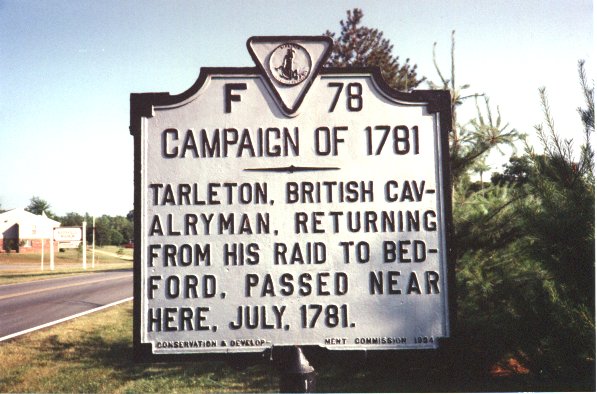 F 78
CAMPAIGN OF 1781
TARLETON, BRITISH CAV-
ALRYMAN, RETURNING
FROM HIS RAID TO BED-
FORD, PASSED NEAR
HERE, JULY, 1781.
CONSERVATION & DEVELOP- MENT COMMISSION 1984